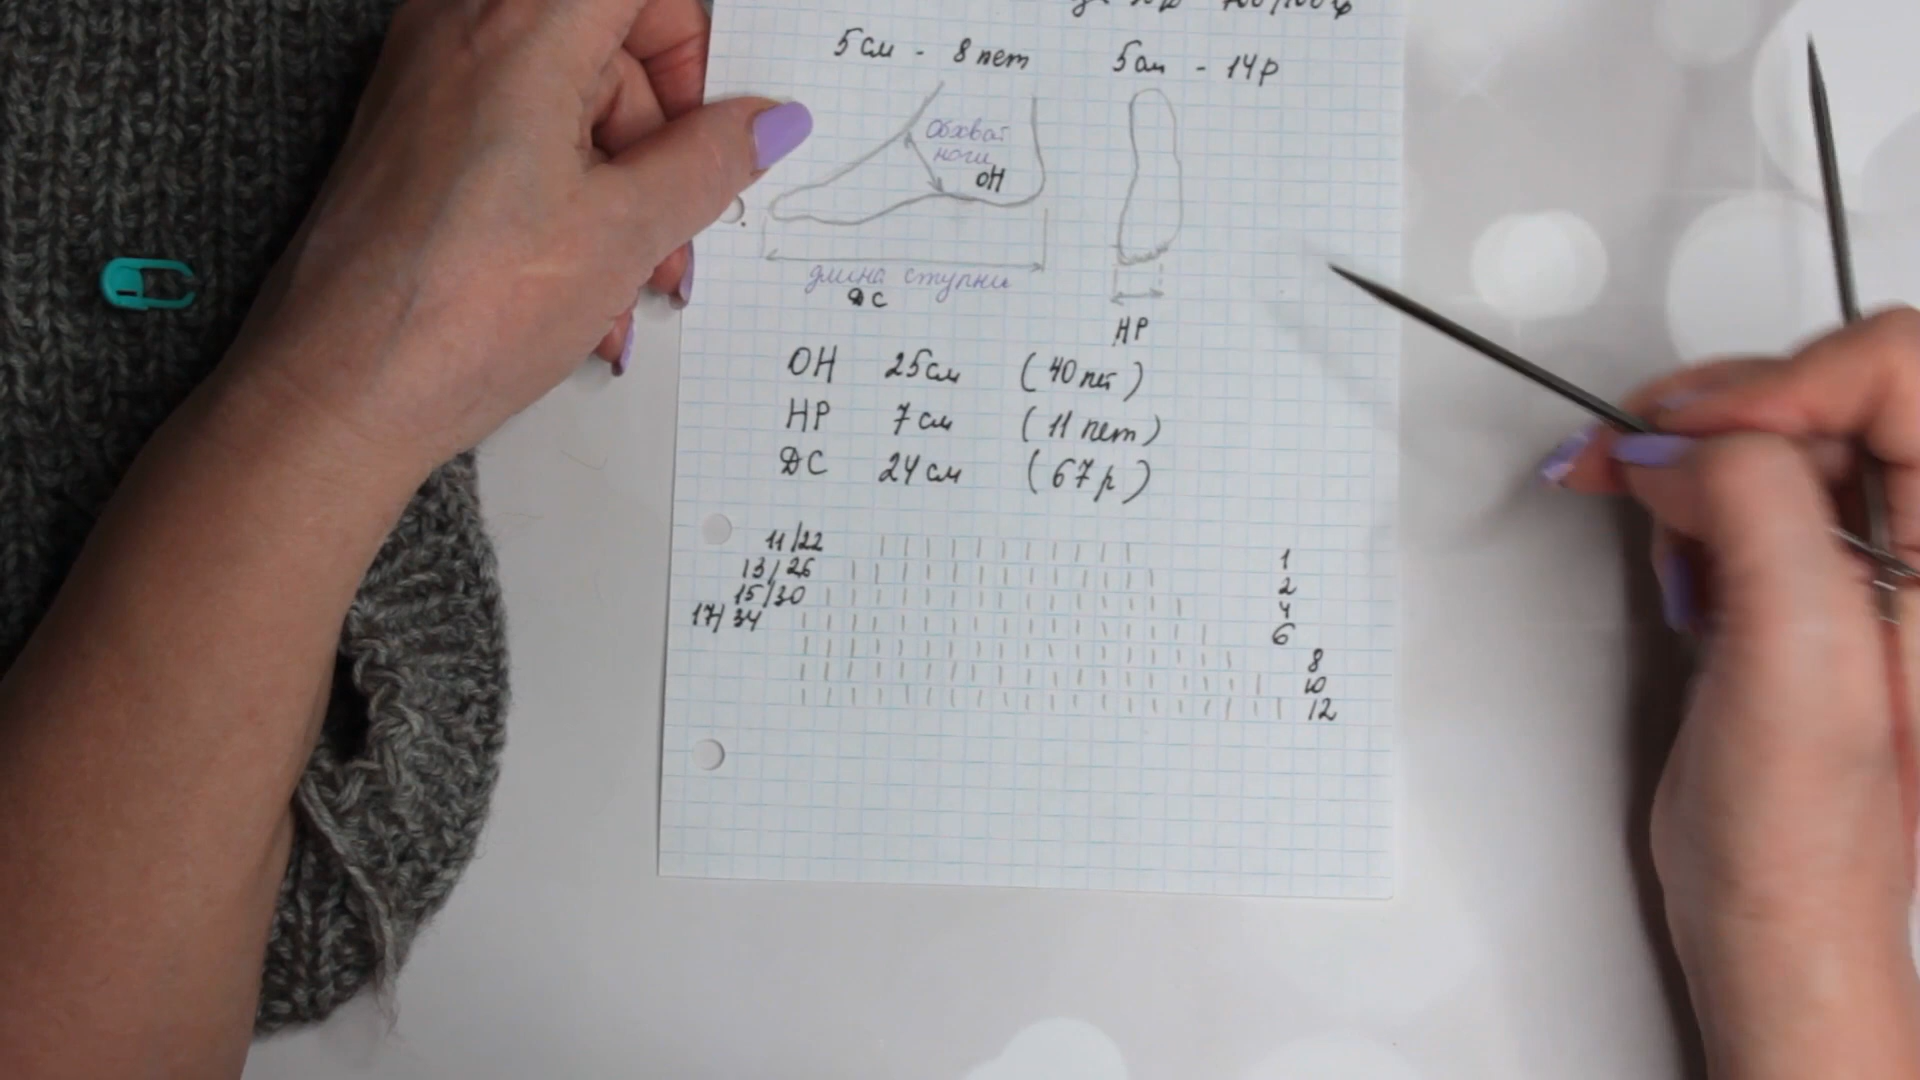 5см - 8 пет 5см - 14р
Обхват
ноги
ОН
длина ступни
ДС
НР
ОН 25см (40 пет)
НР 7см (11 пет)
ДС 24см (67р)
11/22 1
13/26 2
15/30 4
17/34 6
8
10
12